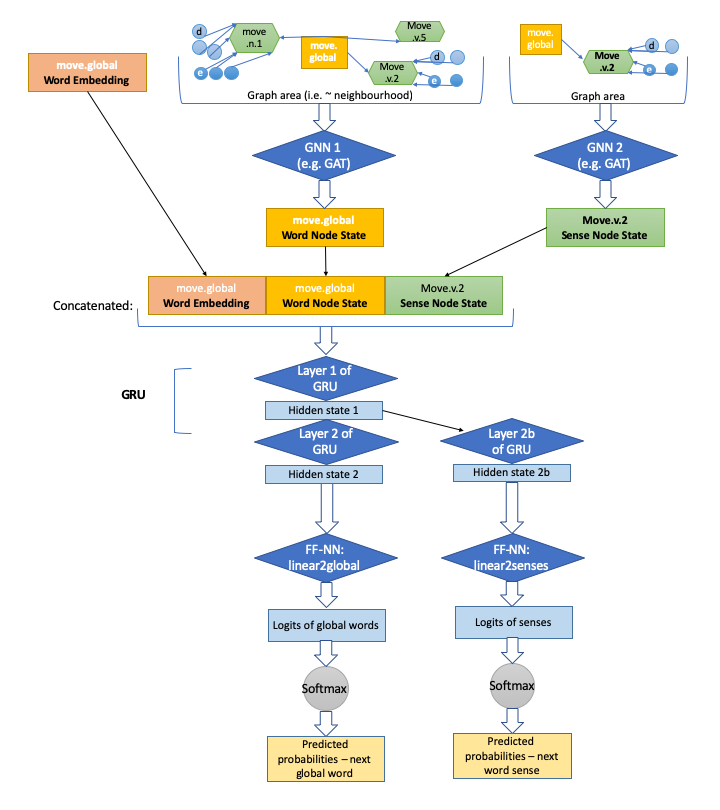 d
move
.n.1
e
move.
global
Move
.v.5
Move
.v.2
d
e
Graph area (i.e. ~ neighbourhood)
move.
global
Move
.v.2
d
e
Graph area
move.global
Word Embedding
GNN 1
(e.g. GAT)
GNN 2
(e.g. GAT)
move.global
Word Node State
Move.v.2
Sense Node State
Concatenated:
move.global
Word Embedding
move.global
Word Node State
Move.v.2
Sense Node State
GRU
Layer 1 of
GRU
Hidden state 1
Layer 2 of
GRU
Hidden state 2
Layer 2b
of GRU
Hidden state 2b
FF-NN:
linear2global
FF-NN:
linear2senses
Logits of global words
Logits of senses
Softmax
Softmax
Predicted
probabilities – next
global word
Predicted
probabilities – next
word sense